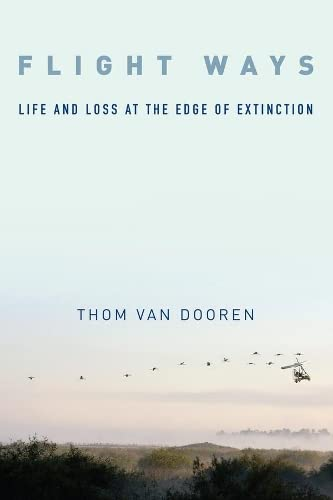 FLIGHT WAYS
LIFE AND LOSS AT THE EDGE OF EXTINCTION
THOM VAN DOOREN